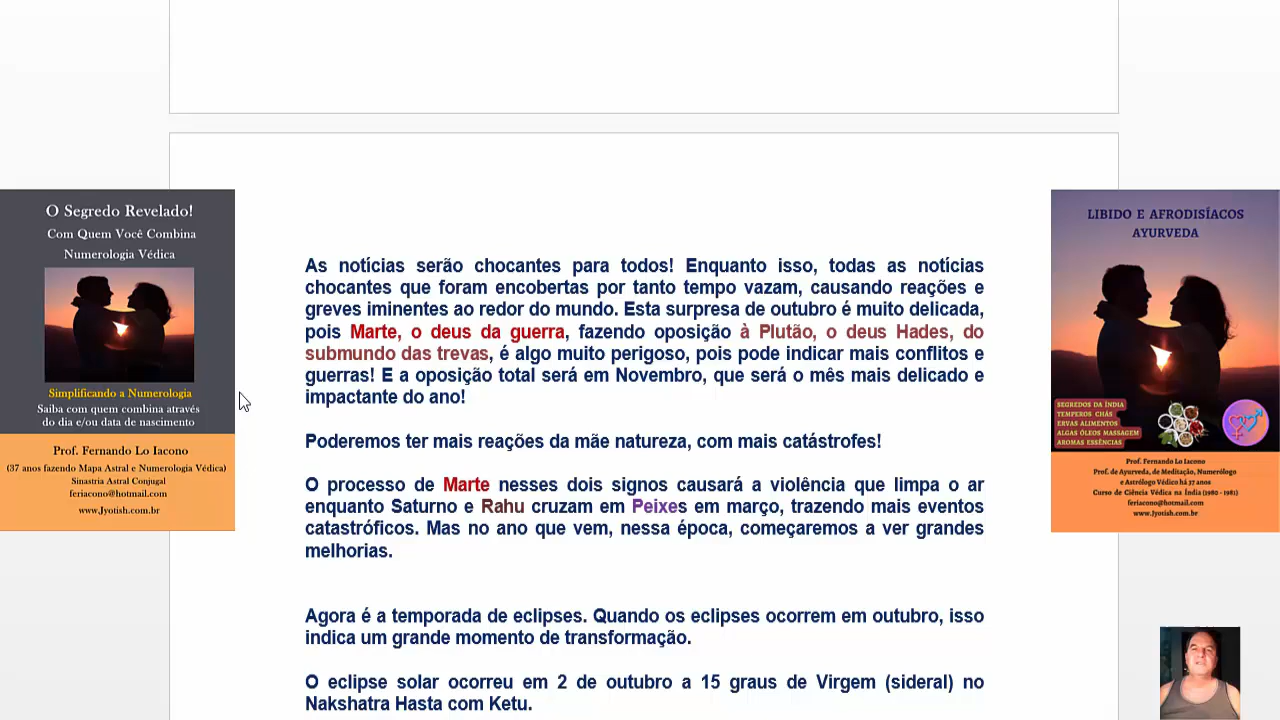 O Segredo Revelado!
Com Quem Você Combina
Numerologia Védica
Simplificando a Numerologia
Saiba com quem combina através
do dia e/ou data de nascimento
Prof. Fernando Lo Iacono
(37 anos fazendo Mapa Astral e Numerologia Védica)
Sinastria Astral Conjugal
feriacono@hotmail.com
www.Jyotish.com.br
As notícias serão chocantes para todos! Enquanto isso, todas as notícias
chocantes que foram encobertas por tanto tempo vazam, causando reações e
greves iminentes ao redor do mundo. Esta surpresa de outubro é muito delicada,
pois Marte, o deus da guerra, fazendo oposição à Plutão, o deus Hades, do
submundo das trevas, é algo muito perigoso, pois pode indicar mais conflitos e
guerras! E a oposição total será em Novembro, que será o mês mais delicado e
impactante do ano!
Poderemos ter mais reações da mãe natureza, com mais catástrofes!
O processo de Marte nesses dois signos causará a violência que limpa o ar
enquanto Saturno e Rahu cruzam em Peixes em março, trazendo mais eventos
catastróficos. Mas no ano que vem, nessa época, começaremos a ver grandes
melhorias.
Agora é a temporada de eclipses. Quando os eclipses ocorrem em outubro, isso
indica um grande momento de transformação.
O eclipse solar ocorreu em 2 de outubro a 15 graus de Virgem (sideral) no
Nakshatra Hasta com Ketu.
LIBIDO E AFRODISÍACOS
AYURVEDA
SEGREDOS DA ÍNDIA
TEMPEROS CHÁS
ERVAS ALIMENTOS
ALGAS ÓLEOS MASSAGEM
AROMAS ESSÊNCIAS
Prof. Fernando Lo Iacono
Prof. de Ayurveda, de Meditação, Numerólogo
e Astrólogo Védico há 37 anos
Curso de Ciência Védica na Índia (1980 - 1981)
feriacono@hotmail.com
www.Jyotish.com.br